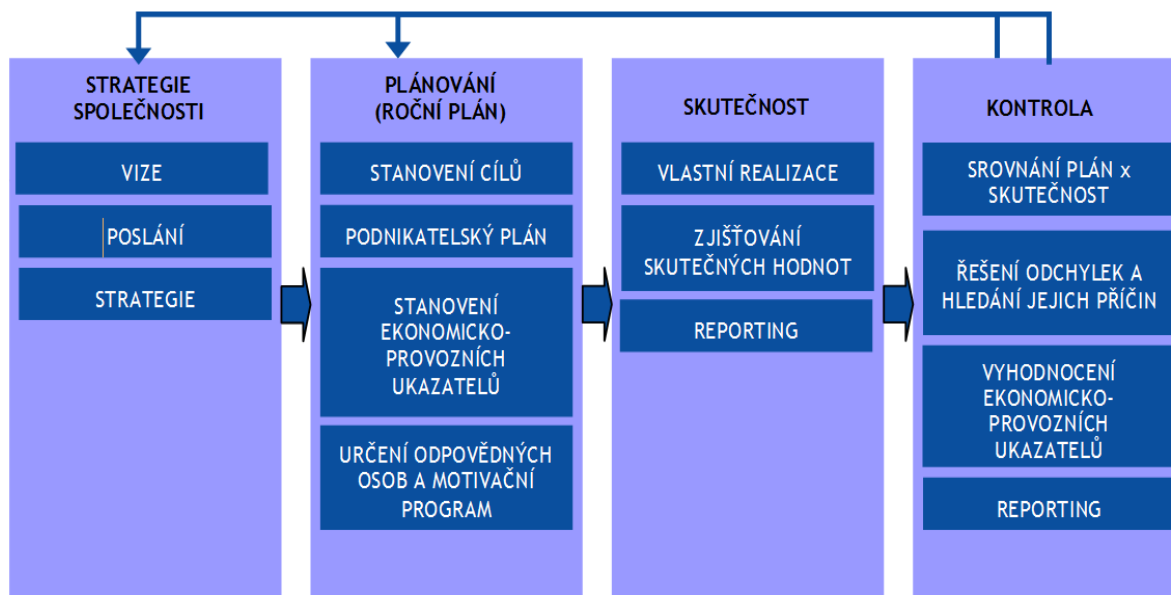 STRATEGIE
SPOLEČNOSTI
VIZE
POSLÁNÍ
STRATEGIE
PLÁNOVÁNÍ
(ROČNÍ PLÁN)
STANOVENÍ CÍLŮ
PODNIKATELSKÝ PLÁN
STANOVENÍ
EKONOMICKO-
PROVOZNÍCH
UKAZATELŮ
URČENÍ ODPOVĚDNÝCH
OSOB A MOTIVAČNÍ
PROGRAM
SKUTEČNOST
VLASTNÍ REALIZACE
ZJIŠŤOVÁNÍ
SKUTEČNÝCH HODNOT
REPORTING
KONTROLA
SROVNÁNÍ PLÁN x
SKUTEČNOST
ŘEŠENÍ ODCHYLEK A
HLEDÁNÍ JEJICH PŘÍČIN
VYHODNOCENÍ
EKONOMICKO-
PROVOZNÍCH
UKAZATELŮ
REPORTING